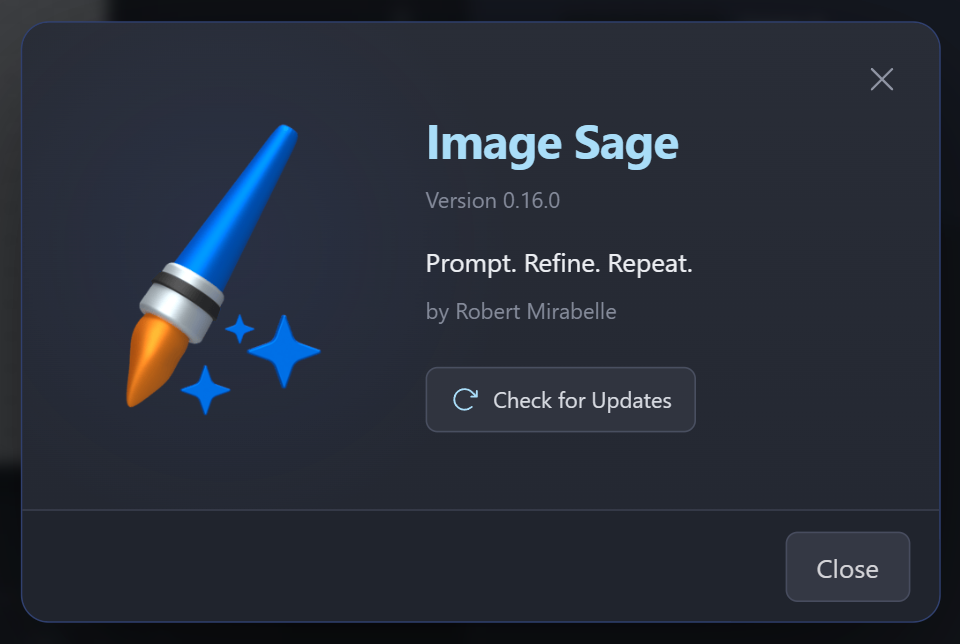 Image Sage
Version 0.16.0
Prompt. Refine. Repeat.
by Robert Mirabelle
Check for Updates
Close